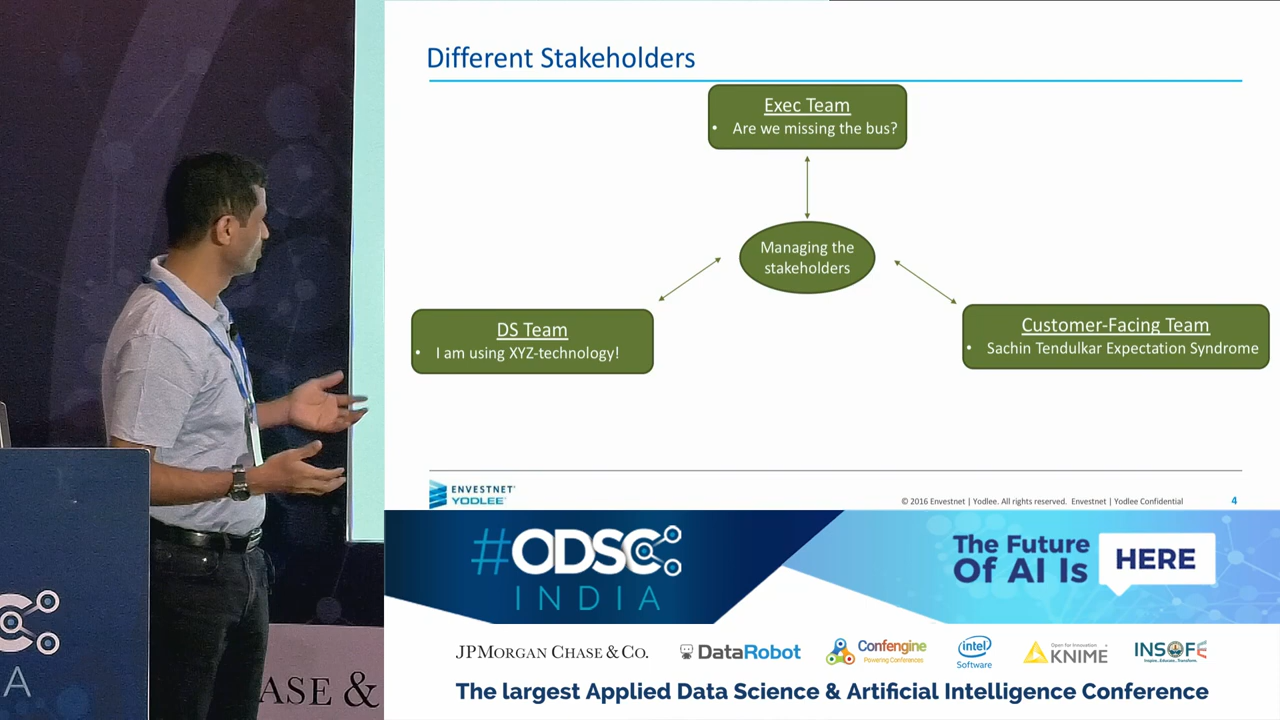 Different Stakeholders
Exec Team
• Are we missing the bus?
Managing the
stakeholders
DS Team
• I am using XYZ-technology!
Customer-Facing Team
• Sachin Tendulkar Expectation Syndrome
ENVESTNET
YODLEE
© 2016 Envestnet | Yodlee. All rights reserved. Envestnet | Yodlee Confidential
4
#ODSC
INDIA
The Future
Of AI Is
HERE
JPMORGAN CHASE & CO.
DataRobot
Confengine
Powering Conferences
intel
Software
Open for Innovation
KNIME
INSOFE
Inspire...Educate...Transform.
The largest Applied Data Science & Artificial Intelligence Conference
C
A
ASE &